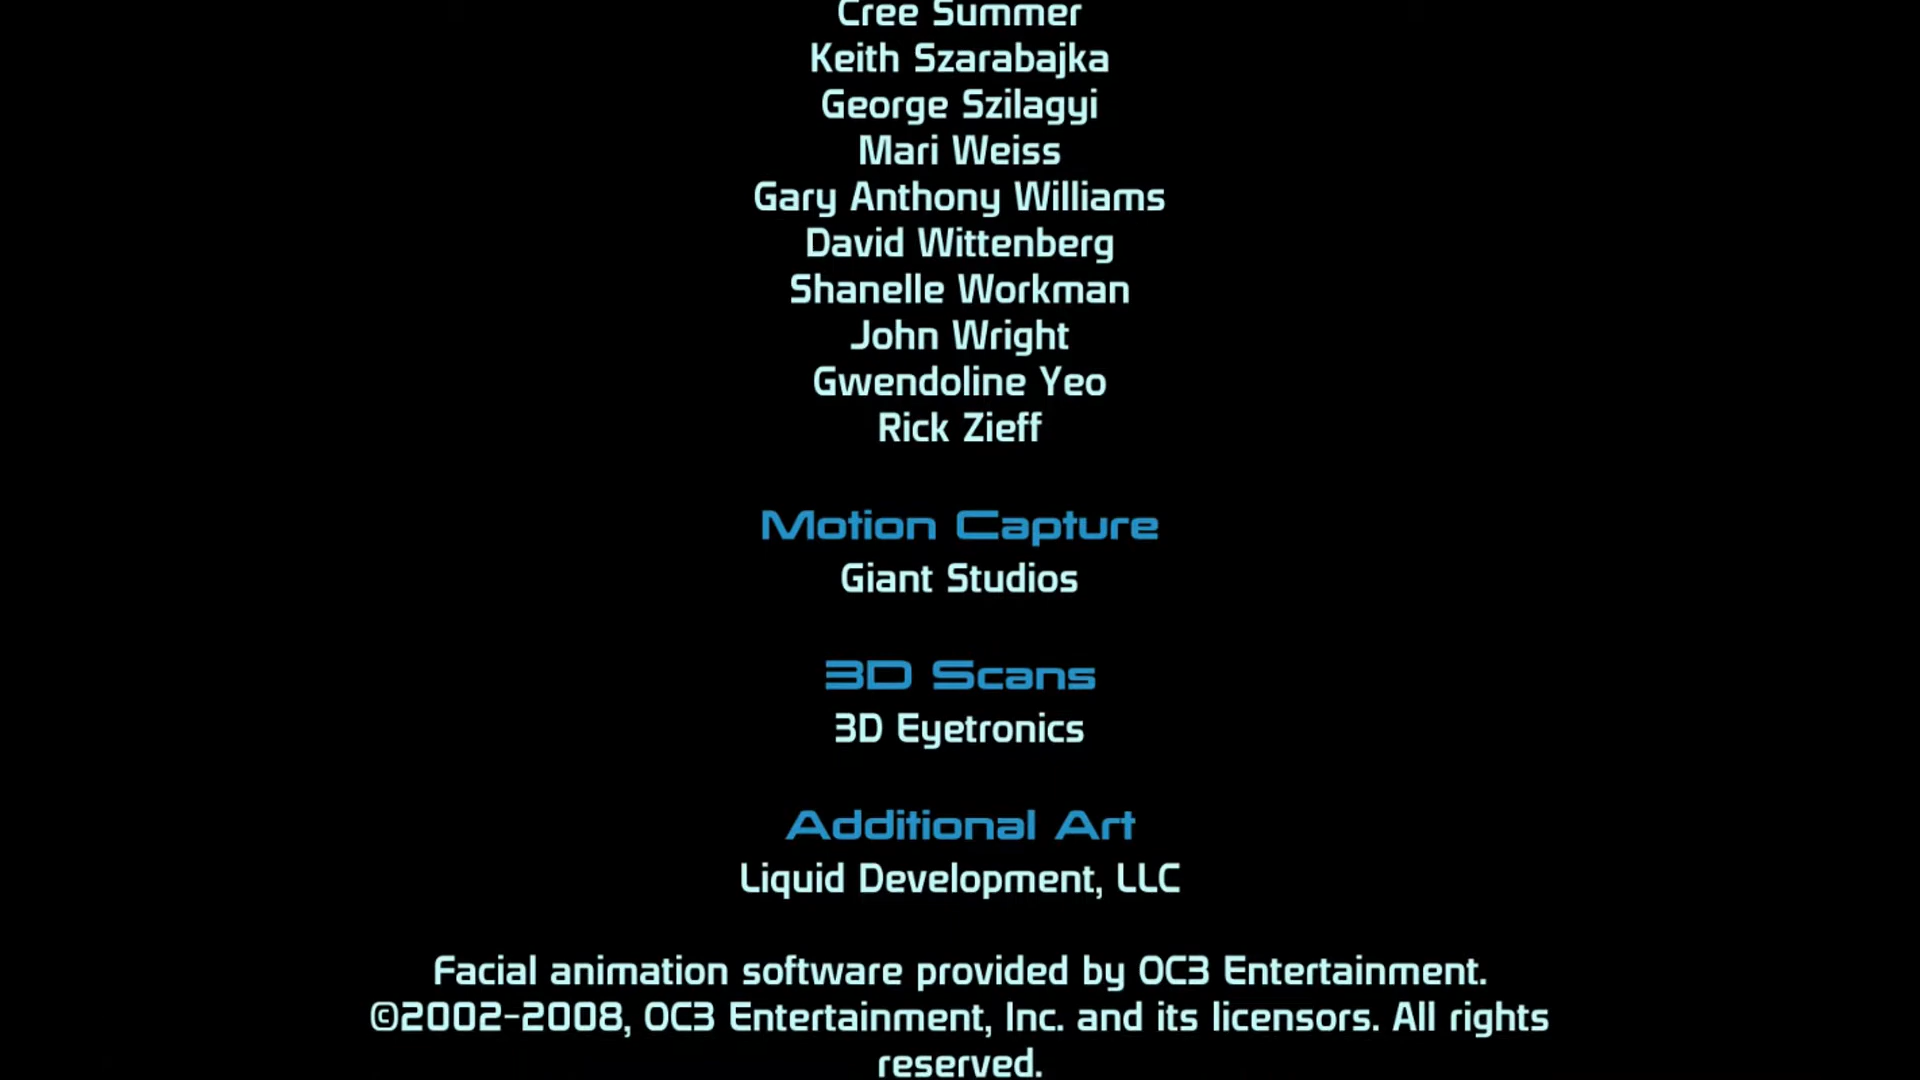 Cree Summer
Keith Szarabajka
George Szilagyi
Mari Weiss
Gary Anthony Williams
David Wittenberg
Shanelle Workman
John Wright
Gwendoline Yeo
Rick Zieff
Motion Capture
Giant Studios
3D Scans
3D Eyetronics
Additional Art
Liquid Development, LLC
Facial animation software provided by OC3 Entertainment.
©2002-2008, OC3 Entertainment, Inc. and its licensors. All rights
reserved.